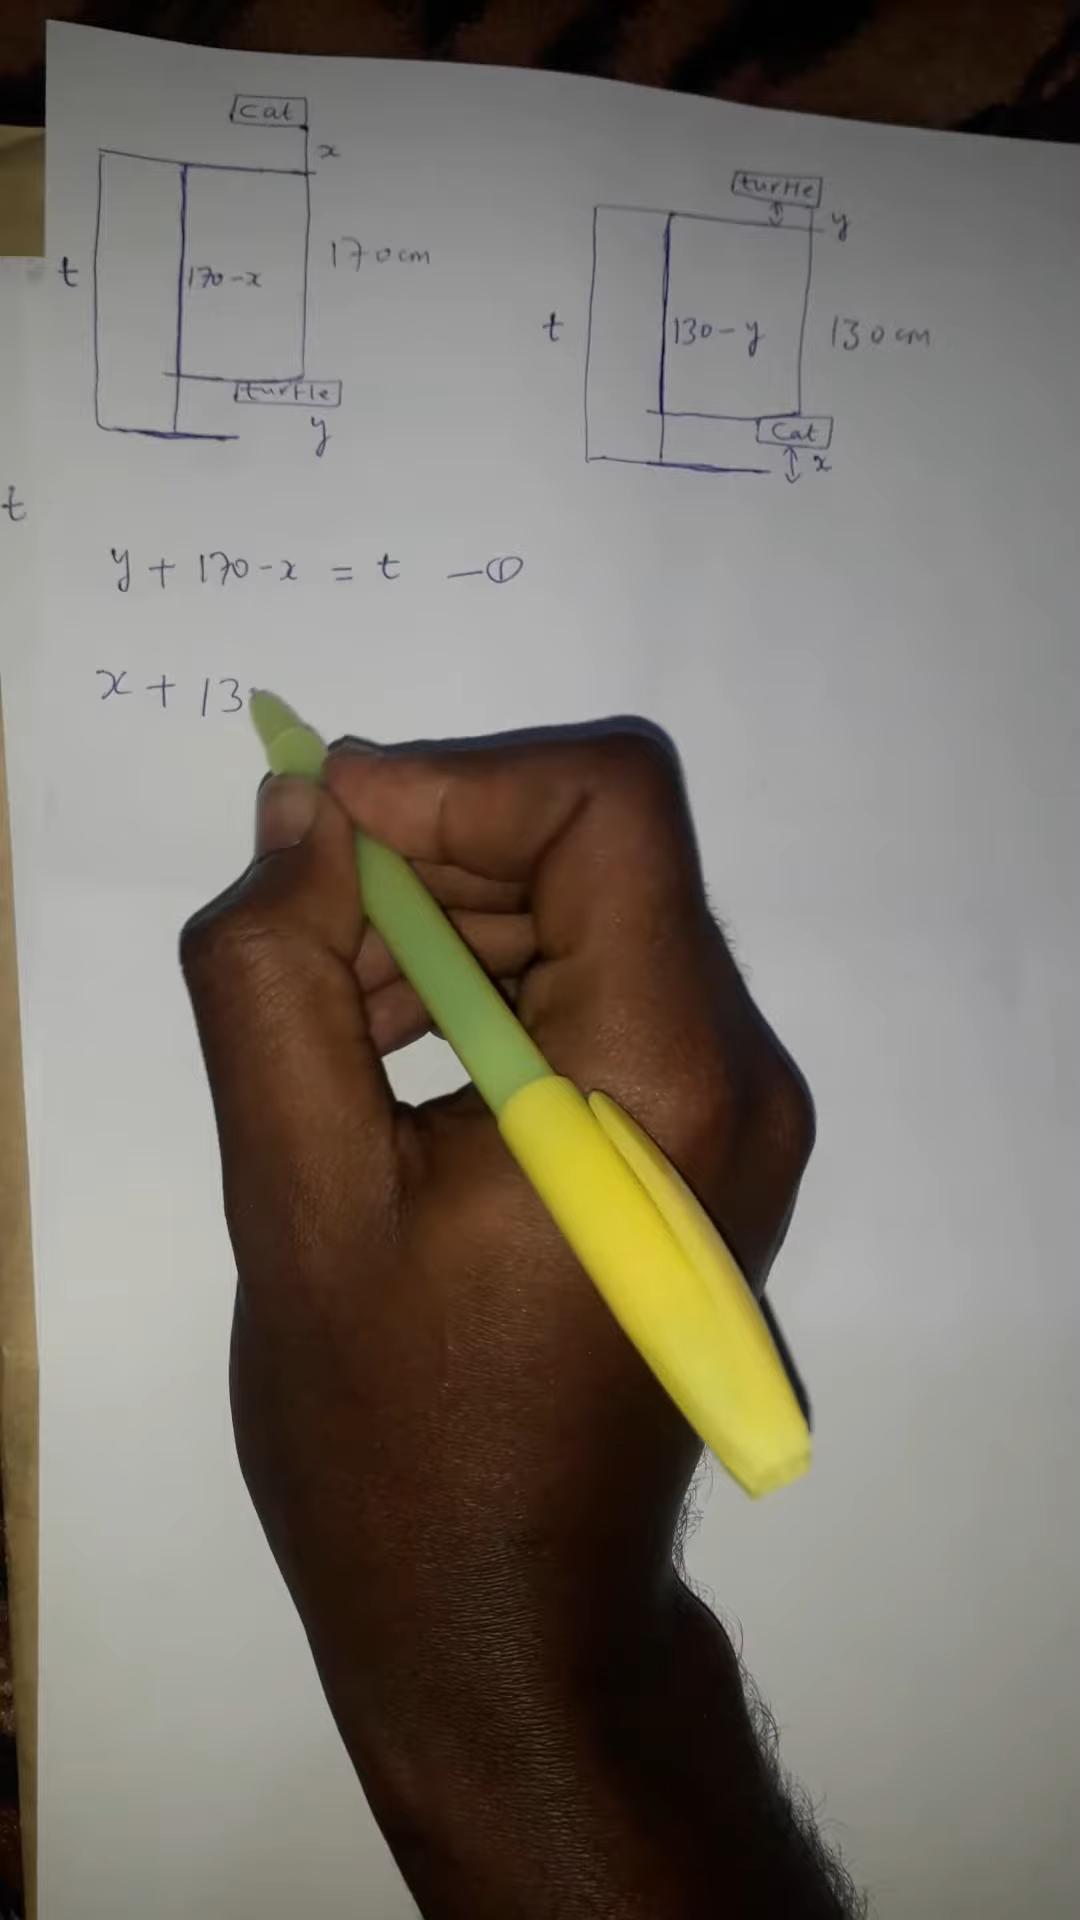 cat
x
t
170-x
170cm
turtle
y
turtle
y
t
130-y
130cm
Cat
x
t
y + 170-x = t —①
x + 13